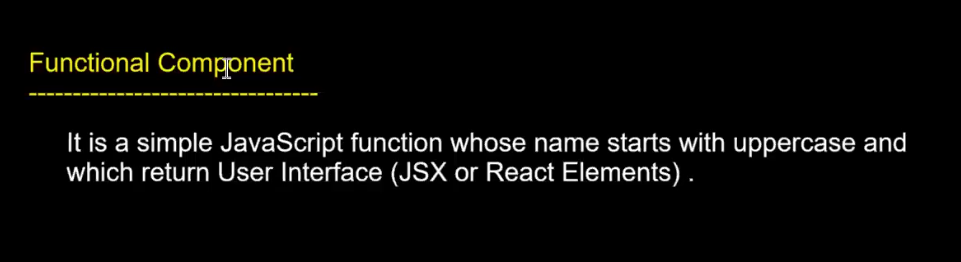 Functional Component
---------------------------------
It is a simple JavaScript function whose name starts with uppercase and
which return User Interface (JSX or React Elements) .